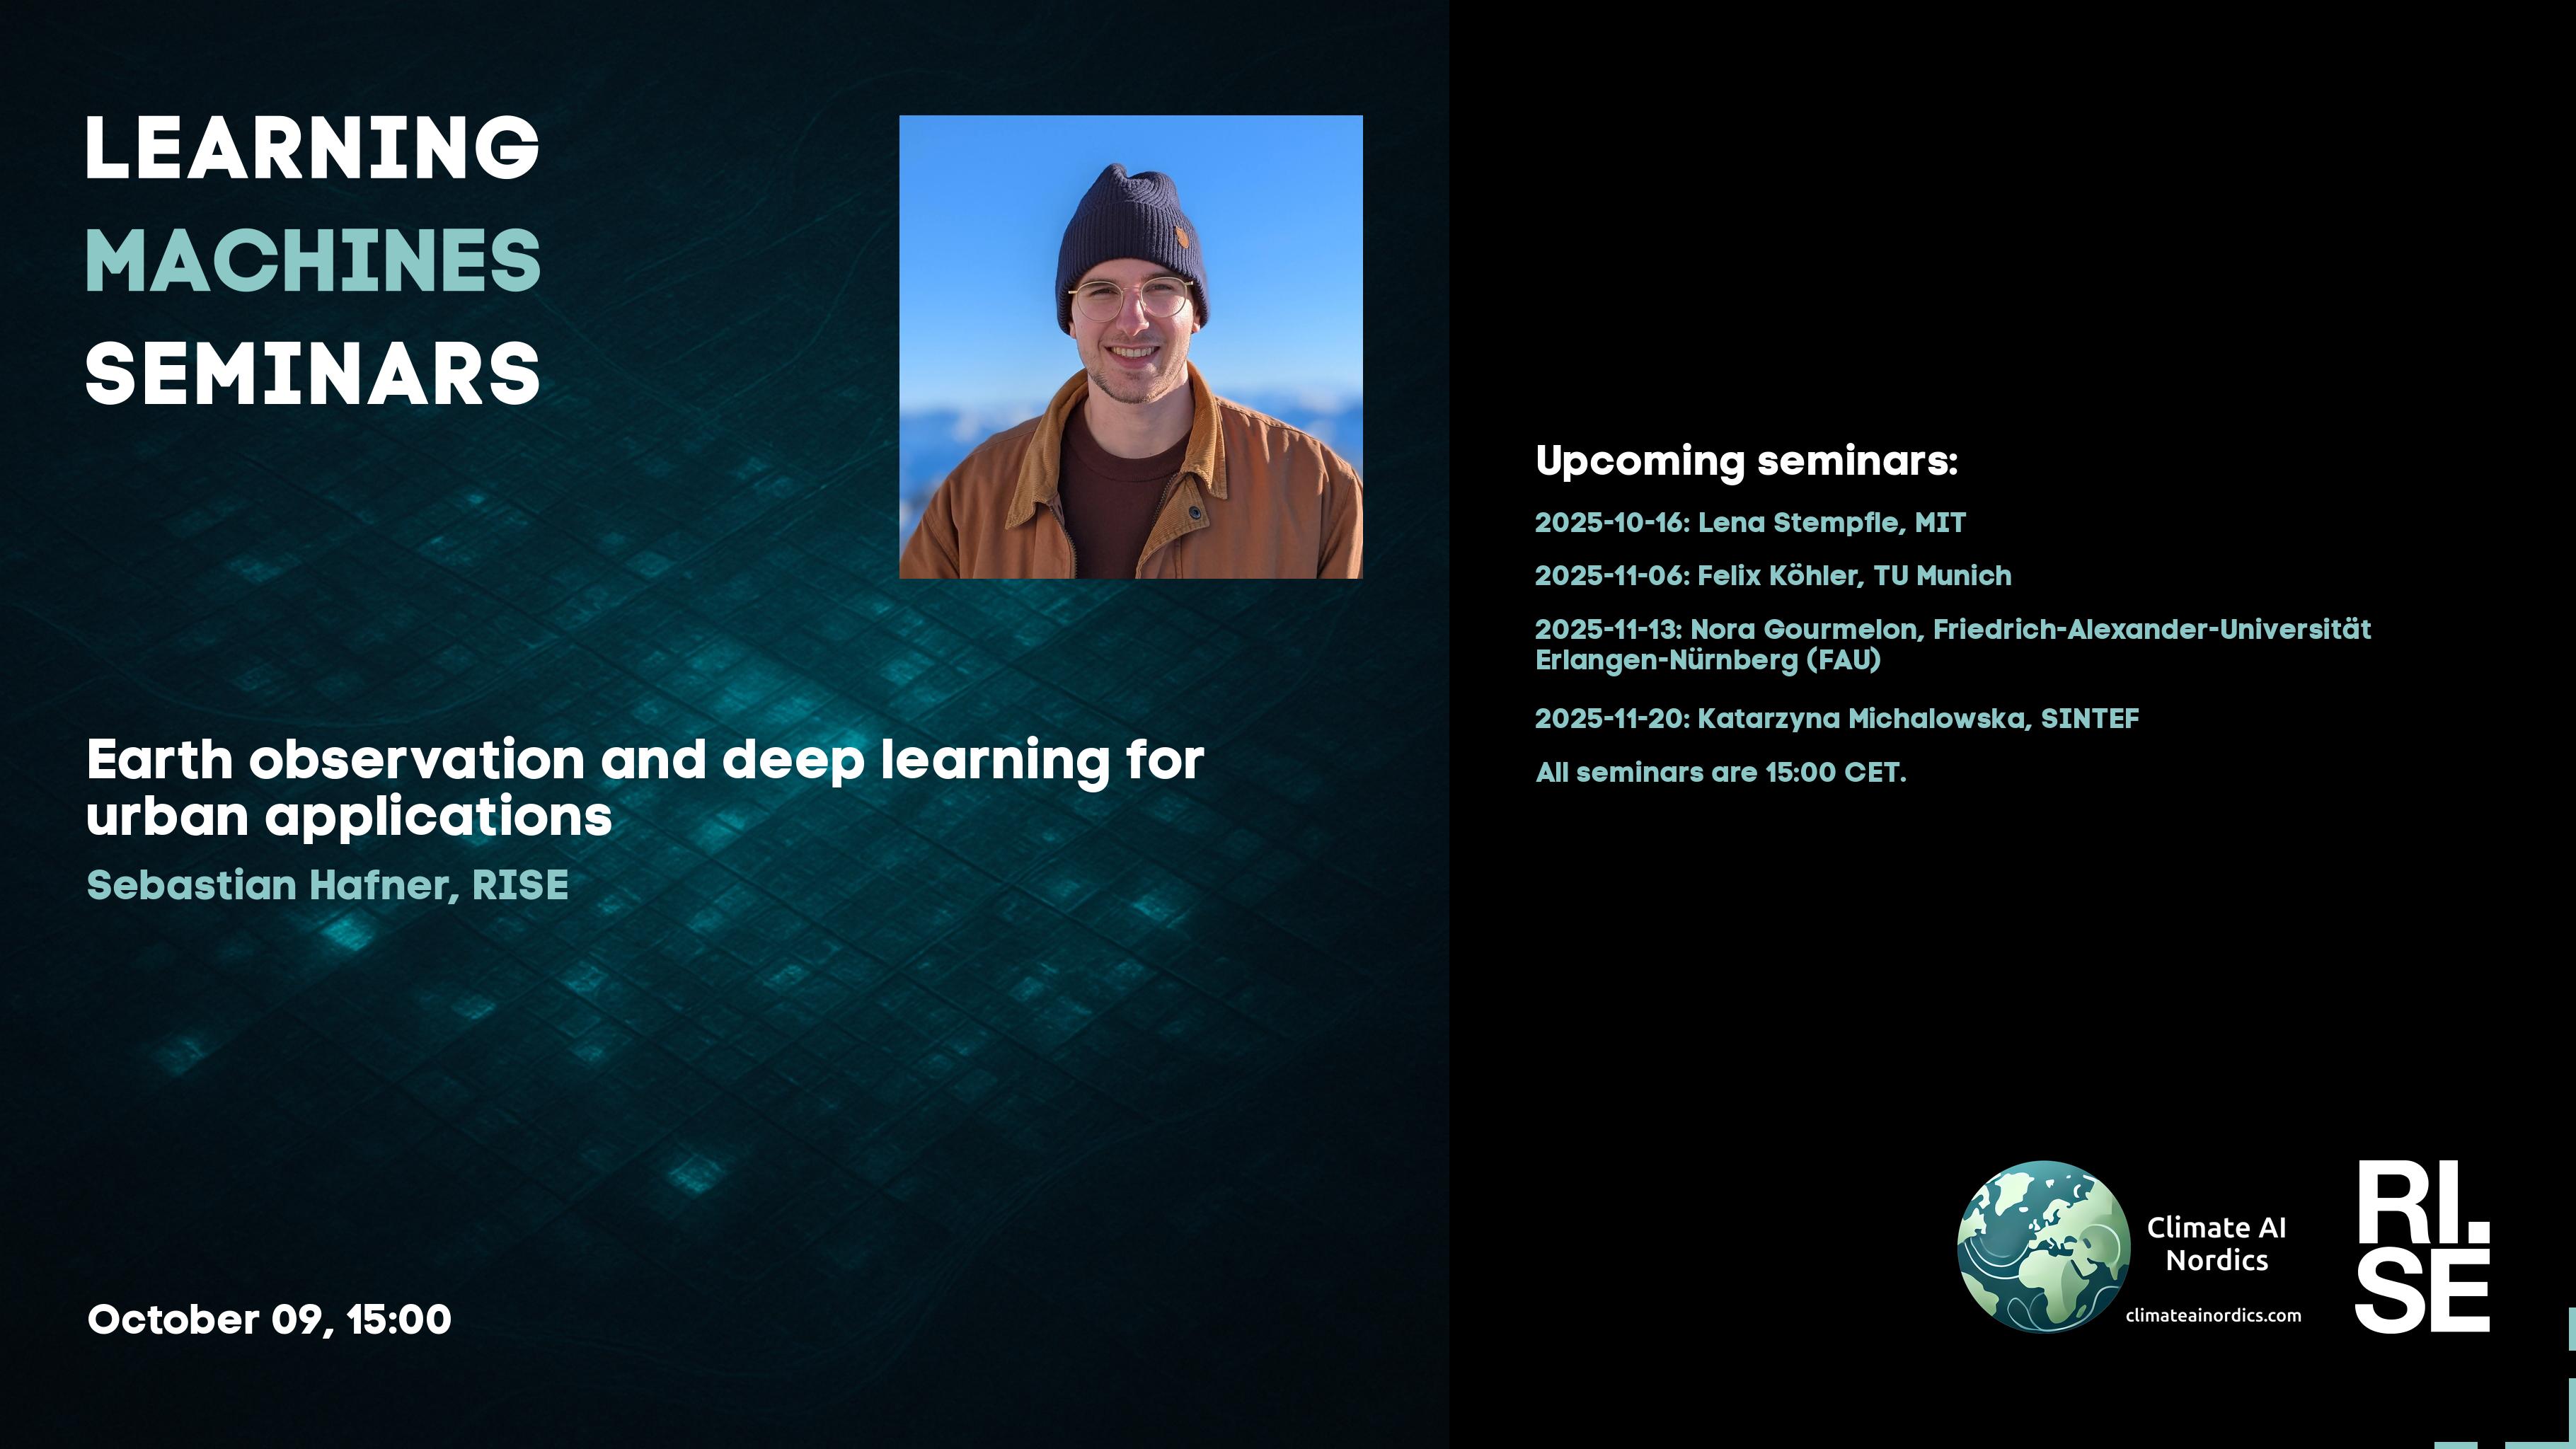 LEARNING
MACHINES
SEMINARS
Earth observation and deep learning for
urban applications
Sebastian Hafner, RISE
October 09, 15:00
Upcoming seminars:
2025-10-16: Lena Stempfle, MIT
2025-11-06: Felix Köhler, TU Munich
2025-11-13: Nora Gourmelon, Friedrich-Alexander-Universität
Erlangen-Nürnberg (FAU)
2025-11-20: Katarzyna Michalowska, SINTEF
All seminars are 15:00 CET.
Climate AI
Nordics
climateainordics.com
RI.
SE